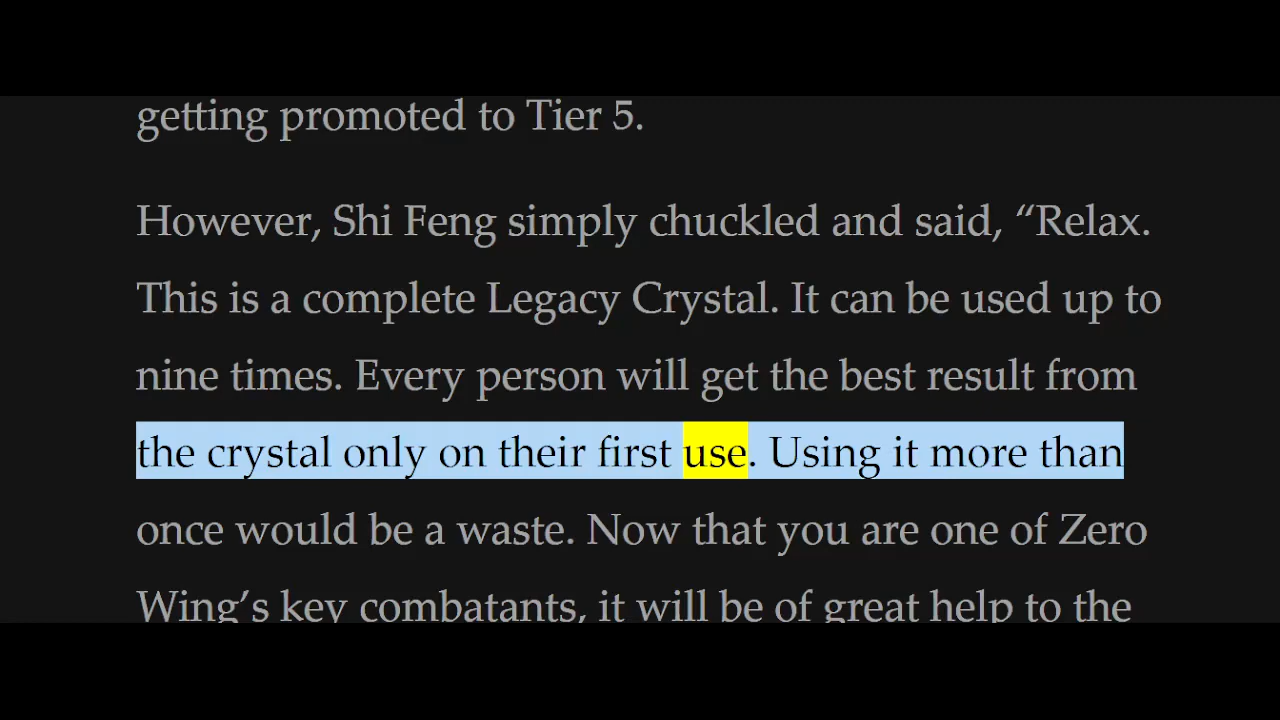 getting promoted to Tier 5.
However, Shi Feng simply chuckled and said, “Relax.
This is a complete Legacy Crystal. It can be used up to
nine times. Every person will get the best result from
the crystal only on their first use. Using it more than
once would be a waste. Now that you are one of Zero
Wing’s key combatants, it will be of great help to the